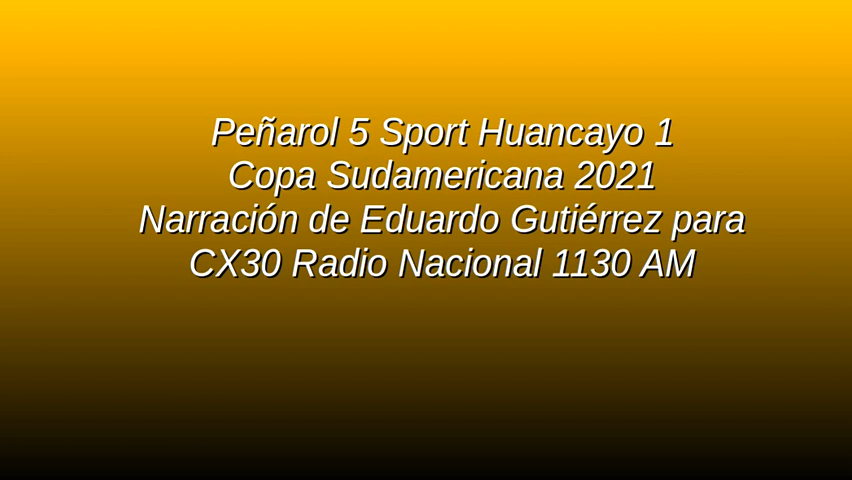 Peñarol 5 Sport Huancayo 1
Copa Sudamericana 2021
Narración de Eduardo Gutiérrez para
CX30 Radio Nacional 1130 AM